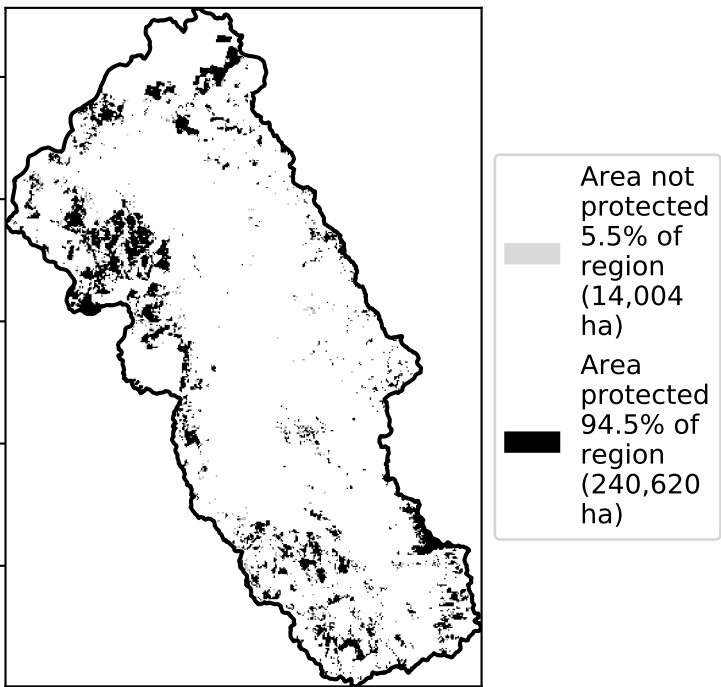 Area not
protected
5.5% of
region
(14,004
ha)
Area
protected
94.5% of
region
(240,620
ha)